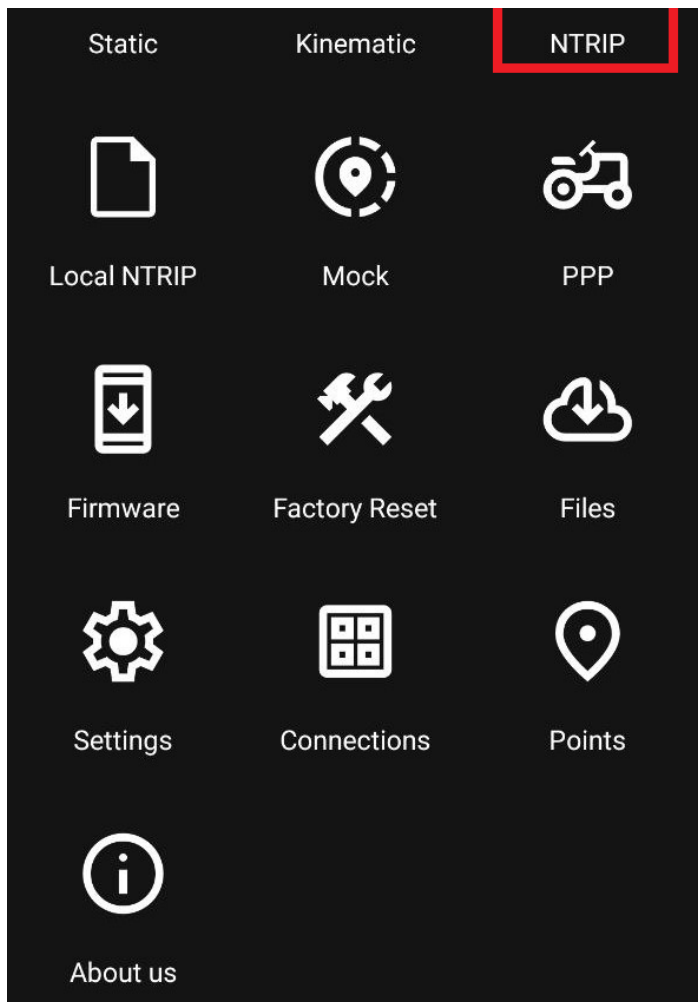 Static
Kinematic
NTRIP
Local NTRIP
Mock
PPP
Firmware
Factory Reset
Files
Settings
Connections
Points
About us